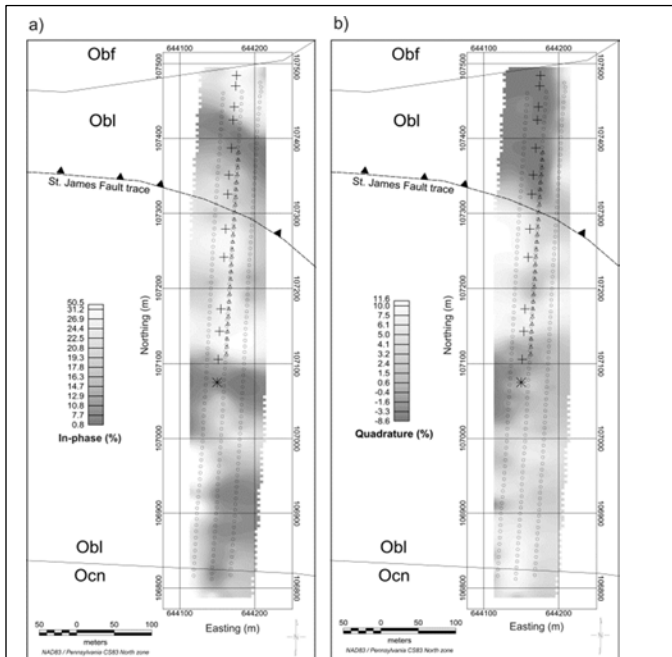 a)
644100
644200
Obf
107500
Obl
107400
St. James Fault trace
107300
107200
Northing (m)
107100
107000
106900
106800
50.5
31.2
26.9
24.4
22.5
20.8
19.3
17.8
16.3
14.7
12.9
10.8
7.7
0.8
In-phase (%)
Obl
Ocn
50
0
50
100
meters
NAD83 / Pennsylvania CS83 North zone
Easting (m)
b)
644100
644200
Obf
107500
Obl
107400
St. James Fault trace
107300
107200
Northing (m)
107100
107000
106900
106800
11.6
10.0
8.6
7.5
6.1
5.1
4.1
3.2
2.4
1.5
0.6
-0.4
-1.6
-3.3
-8.6
Quadrature (%)
Obl
Ocn
50
0
50
100
meters
NAD83 / Pennsylvania CS83 North zone
Easting (m)